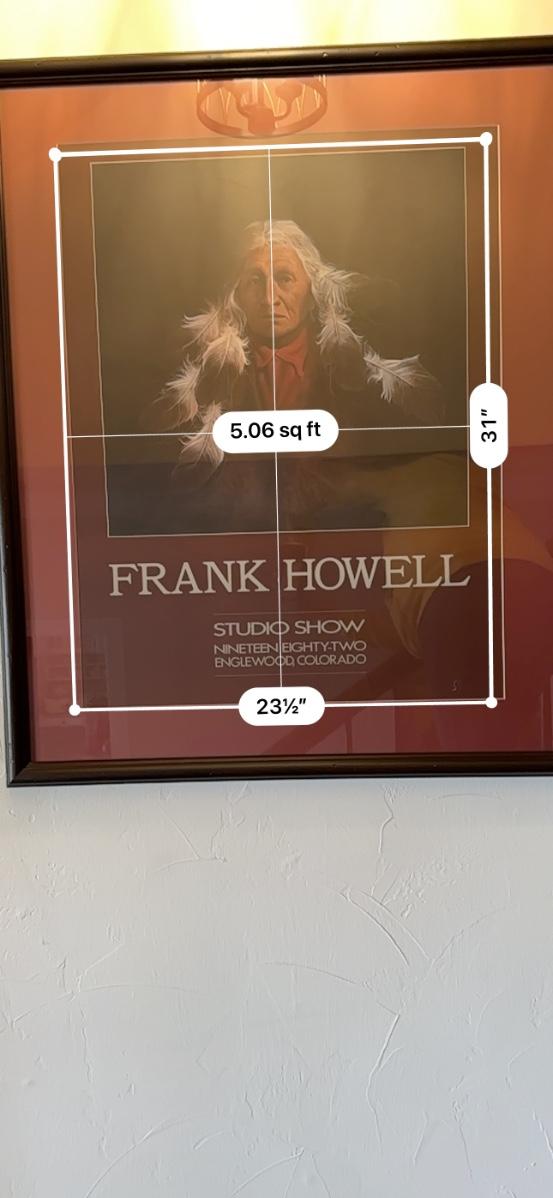 5.06 sq ft
31"
FRANK HOWELL
STUDIO SHOW
NINETEEN EIGHTY-TWO
ENGLEWOOD, COLORADO
23½"